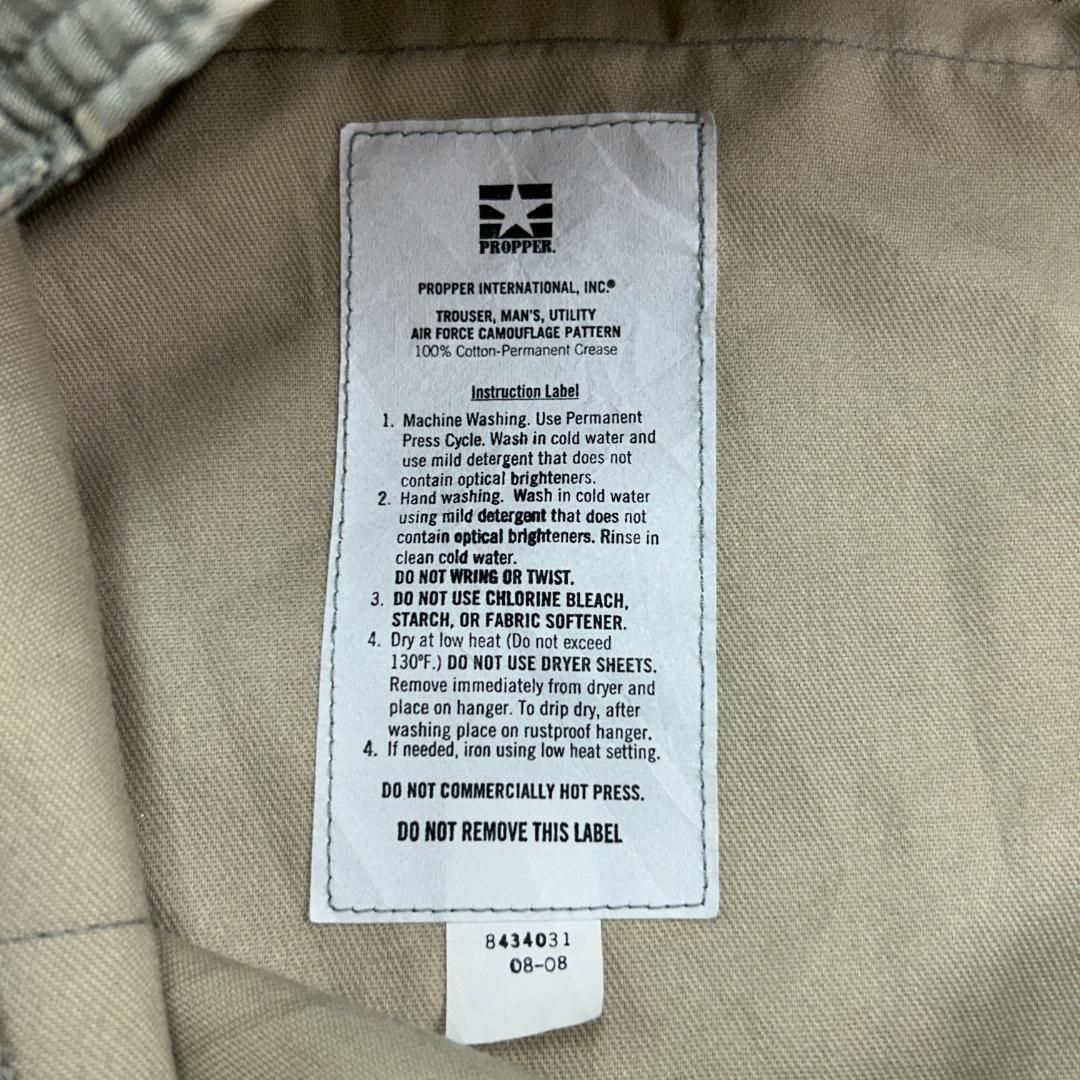 PROPPER.
PROPPER INTERNATIONAL, INC.®
TROUSER, MAN'S, UTILITY
AIR FORCE CAMOUFLAGE PATTERN
100% Cotton-Permanent Crease
Instruction Label
1. Machine Washing. Use Permanent
Press Cycle. Wash in cold water and
use mild detergent that does not
contain optical brighteners.
2. Hand washing. Wash in cold water
using mild detergent that does not
contain optical brighteners. Rinse in
clean cold water.
DO NOT WRING OR TWIST.
3. DO NOT USE CHLORINE BLEACH,
STARCH, OR FABRIC SOFTENER.
4. Dry at low heat (Do not exceed
130°F.) DO NOT USE DRYER SHEETS.
Remove immediately from dryer and
place on hanger. To drip dry, after
washing place on rustproof hanger.
4. If needed, iron using low heat setting.
DO NOT COMMERCIALLY HOT PRESS.
DO NOT REMOVE THIS LABEL
8434031
08-08